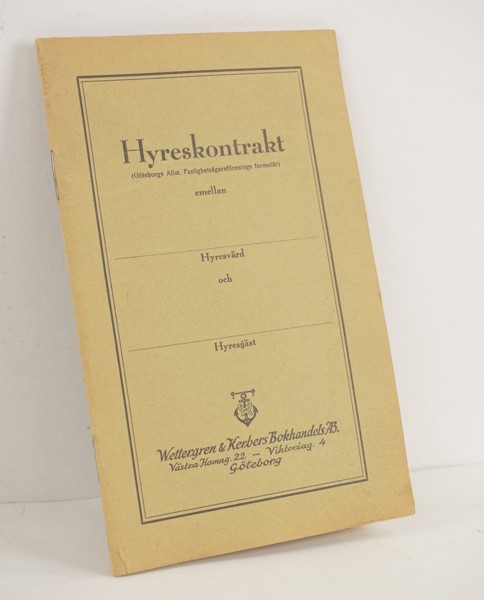 Hyreskontrakt
(Göteborgs Allm. Fastighetsägareförenings formulär)
emellan
Hyresvärd
och
Hyresgäst
Wettergren & Kerbers Bokhandels AB.
Västra Hamng. 22 — Viktoriag. 4
Göteborg